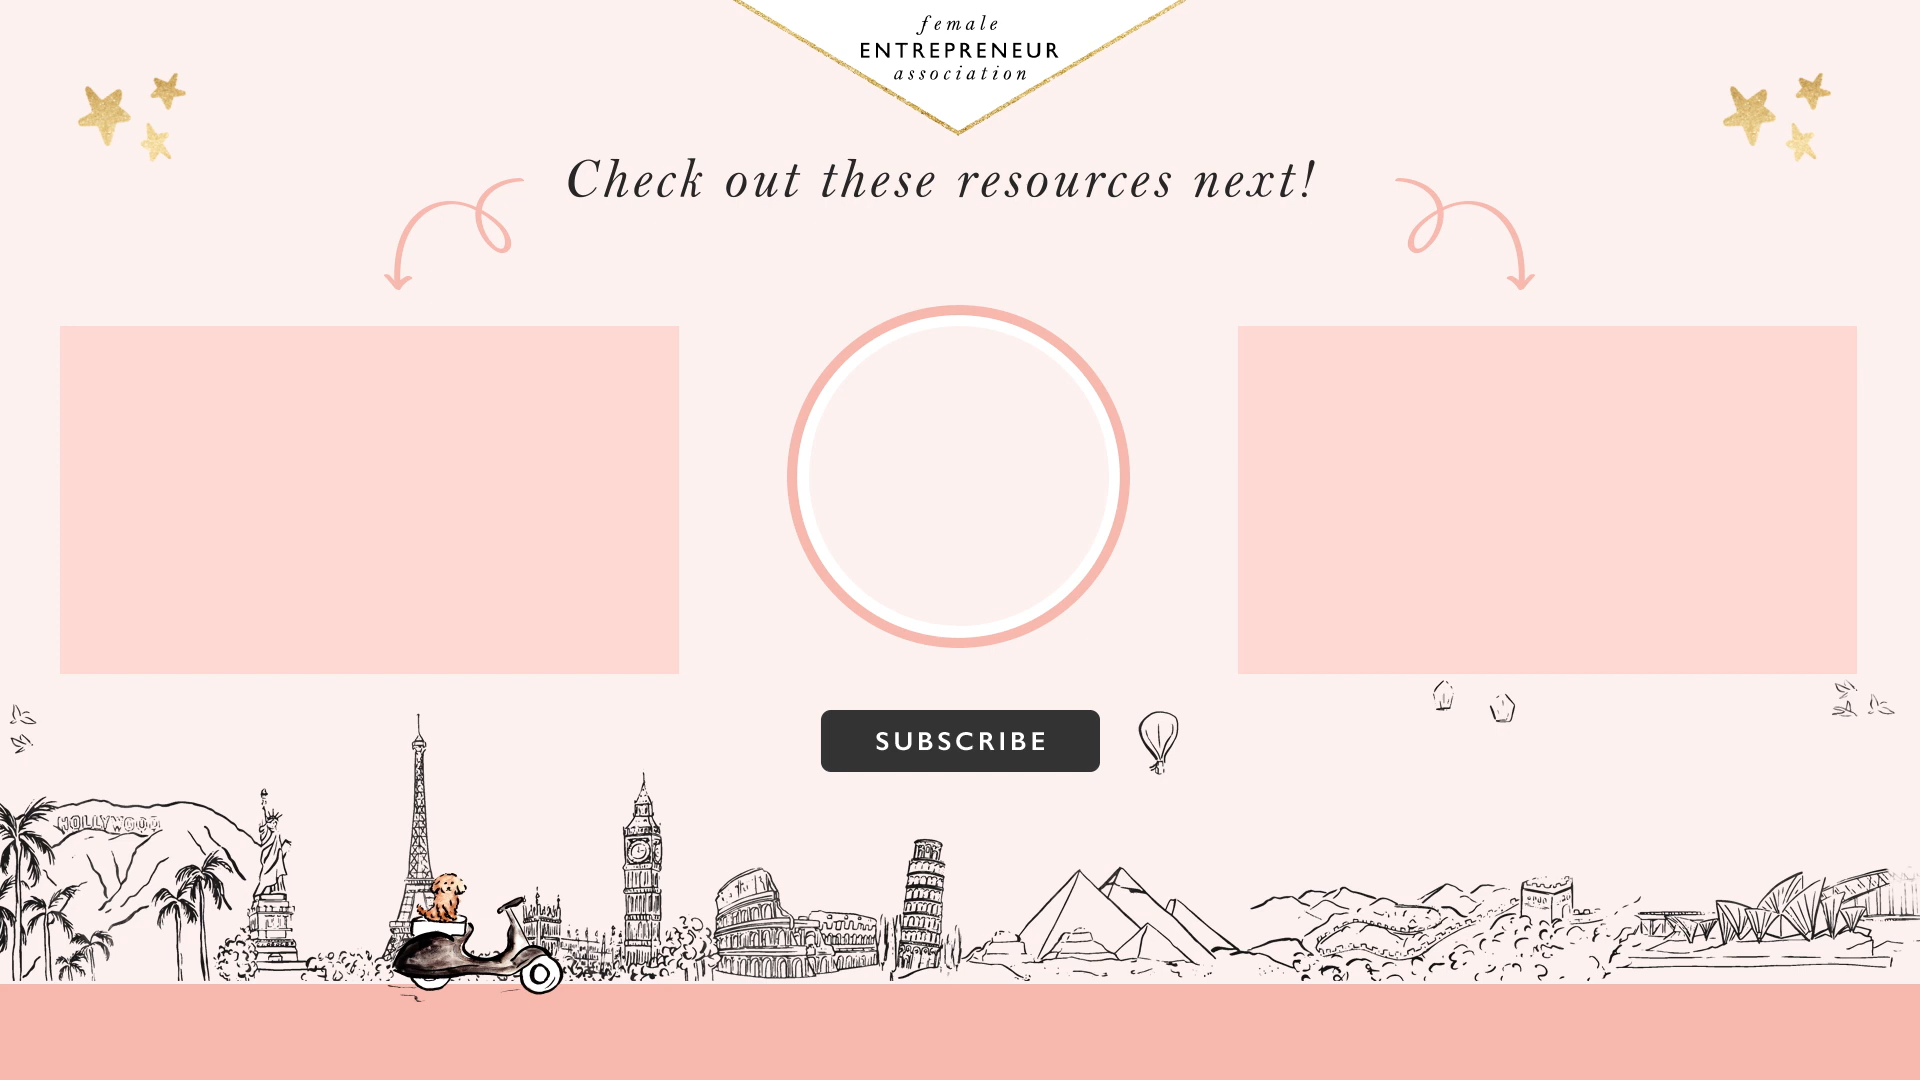 female
ENTREPRENEUR
association
Check out these resources next!
SUBSCRIBE
HOLLYWOOD